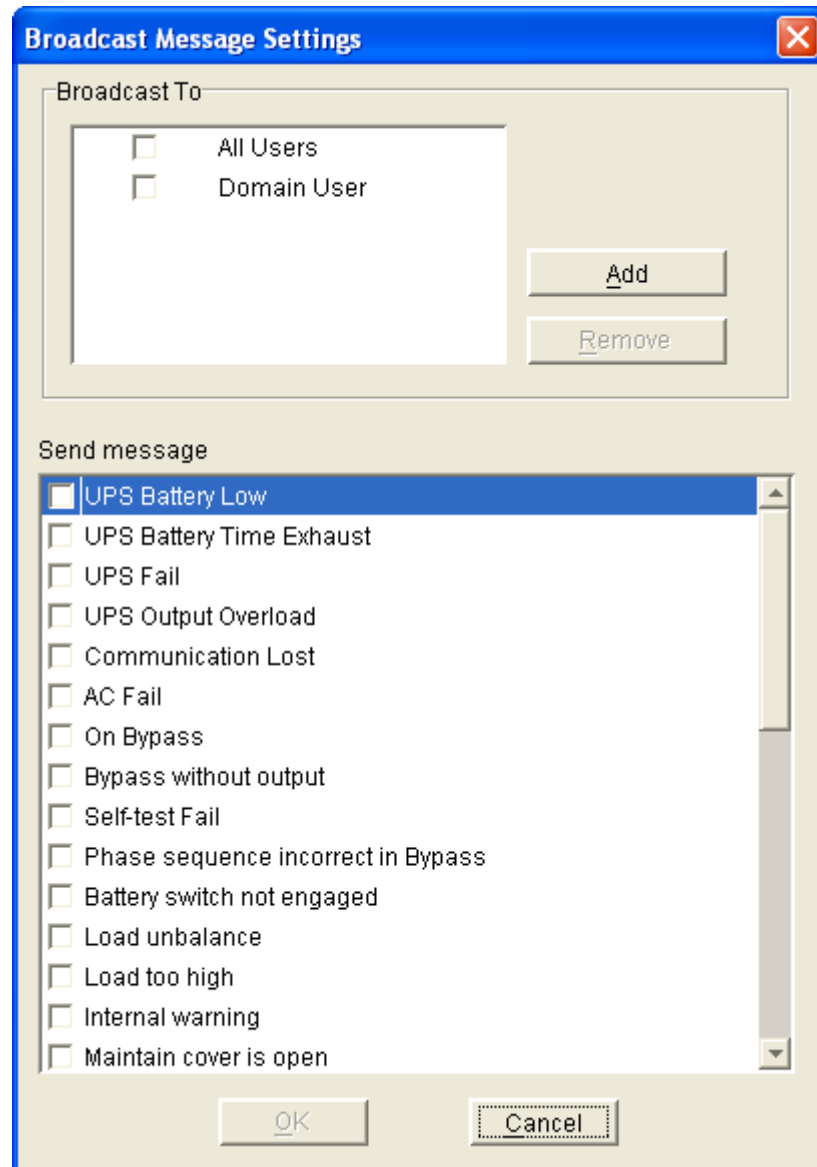 Broadcast Message Settings
Broadcast To
All Users
Domain User
Add
Remove
Send message
UPS Battery Low
UPS Battery Time Exhaust
UPS Fail
UPS Output Overload
Communication Lost
AC Fail
On Bypass
Bypass without output
Self-test Fail
Phase sequence incorrect in Bypass
Battery switch not engaged
Load unbalance
Load too high
Internal warning
Maintain cover is open
OK
Cancel